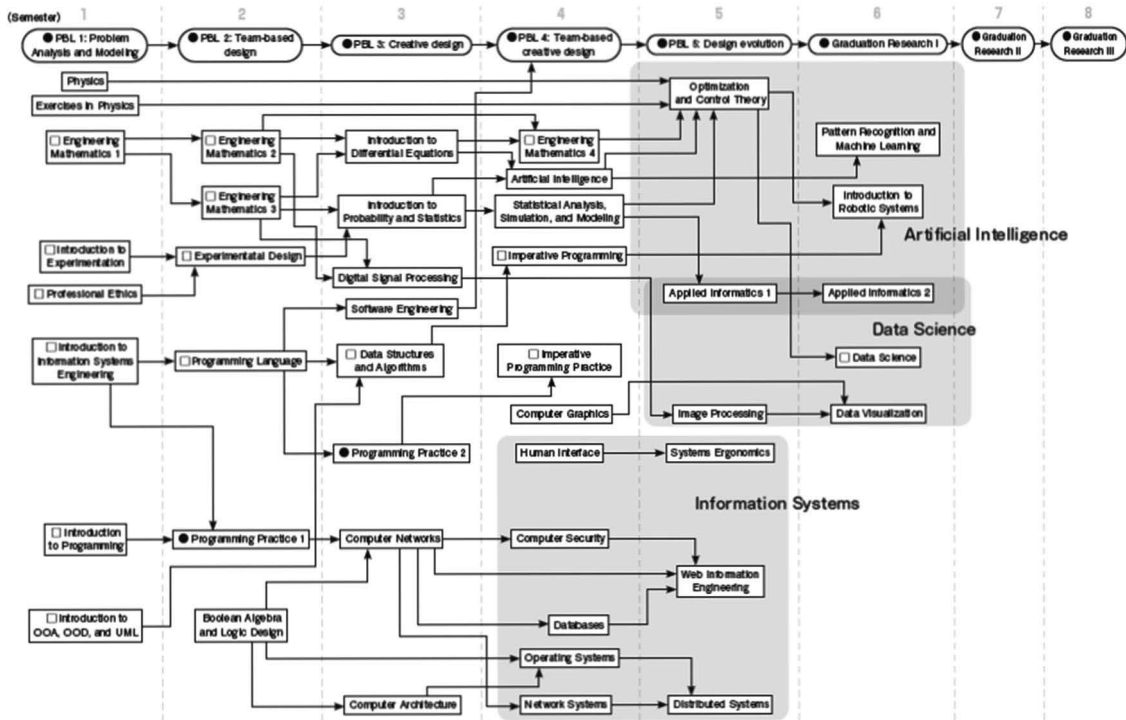 (Semester) 1 2 3 4 5 6 7 8
● PBL 1: Problem
Analysis and Modeling
● PBL 2: Team-based
design
● PBL 3: Creative design
● PBL 4: Team-based
creative design
● PBL 5: Design evolution
● Graduation Research I
● Graduation
Research II
● Graduation
Research III
Physics
Exercises in Physics
Optimization
and Control Theory
□ Engineering
Mathematics 1
□ Engineering
Mathematics 2
Introduction to
Differential Equations
□ Engineering
Mathematics 4
Pattern Recognition and
Machine Learning
Artificial Intelligence
□ Engineering
Mathematics 3
Introduction to
Probability and Statistics
Statistical Analysis,
Simulation, and Modeling
Introduction to
Robotic Systems
Artificial Intelligence
□ Introduction to
Experimentation
□ Experimentatal Design
□ Imperative Programming
Digital Signal Processing
□ Professional Ethics
Applied Informatics 1
Applied Informatics 2
Software Engineering
Data Science
□ Introduction to
Information Systems
Engineering
□ Programming Language
□ Data Structures
and Algorithms
□ Imperative
Programming Practice
□ Data Science
Computer Graphics
Image Processing
Data Visualization
● Programming Practice 2
Human Interface
Systems Ergonomics
Information Systems
□ Introduction
to Programming
● Programming Practice 1
Computer Networks
Computer Security
Web Information
Engineering
□ Introduction to
OOA, OOD, and UML
Boolean Algebra
and Logic Design
Databases
Operating Systems
Computer Architecture
Network Systems
Distributed Systems